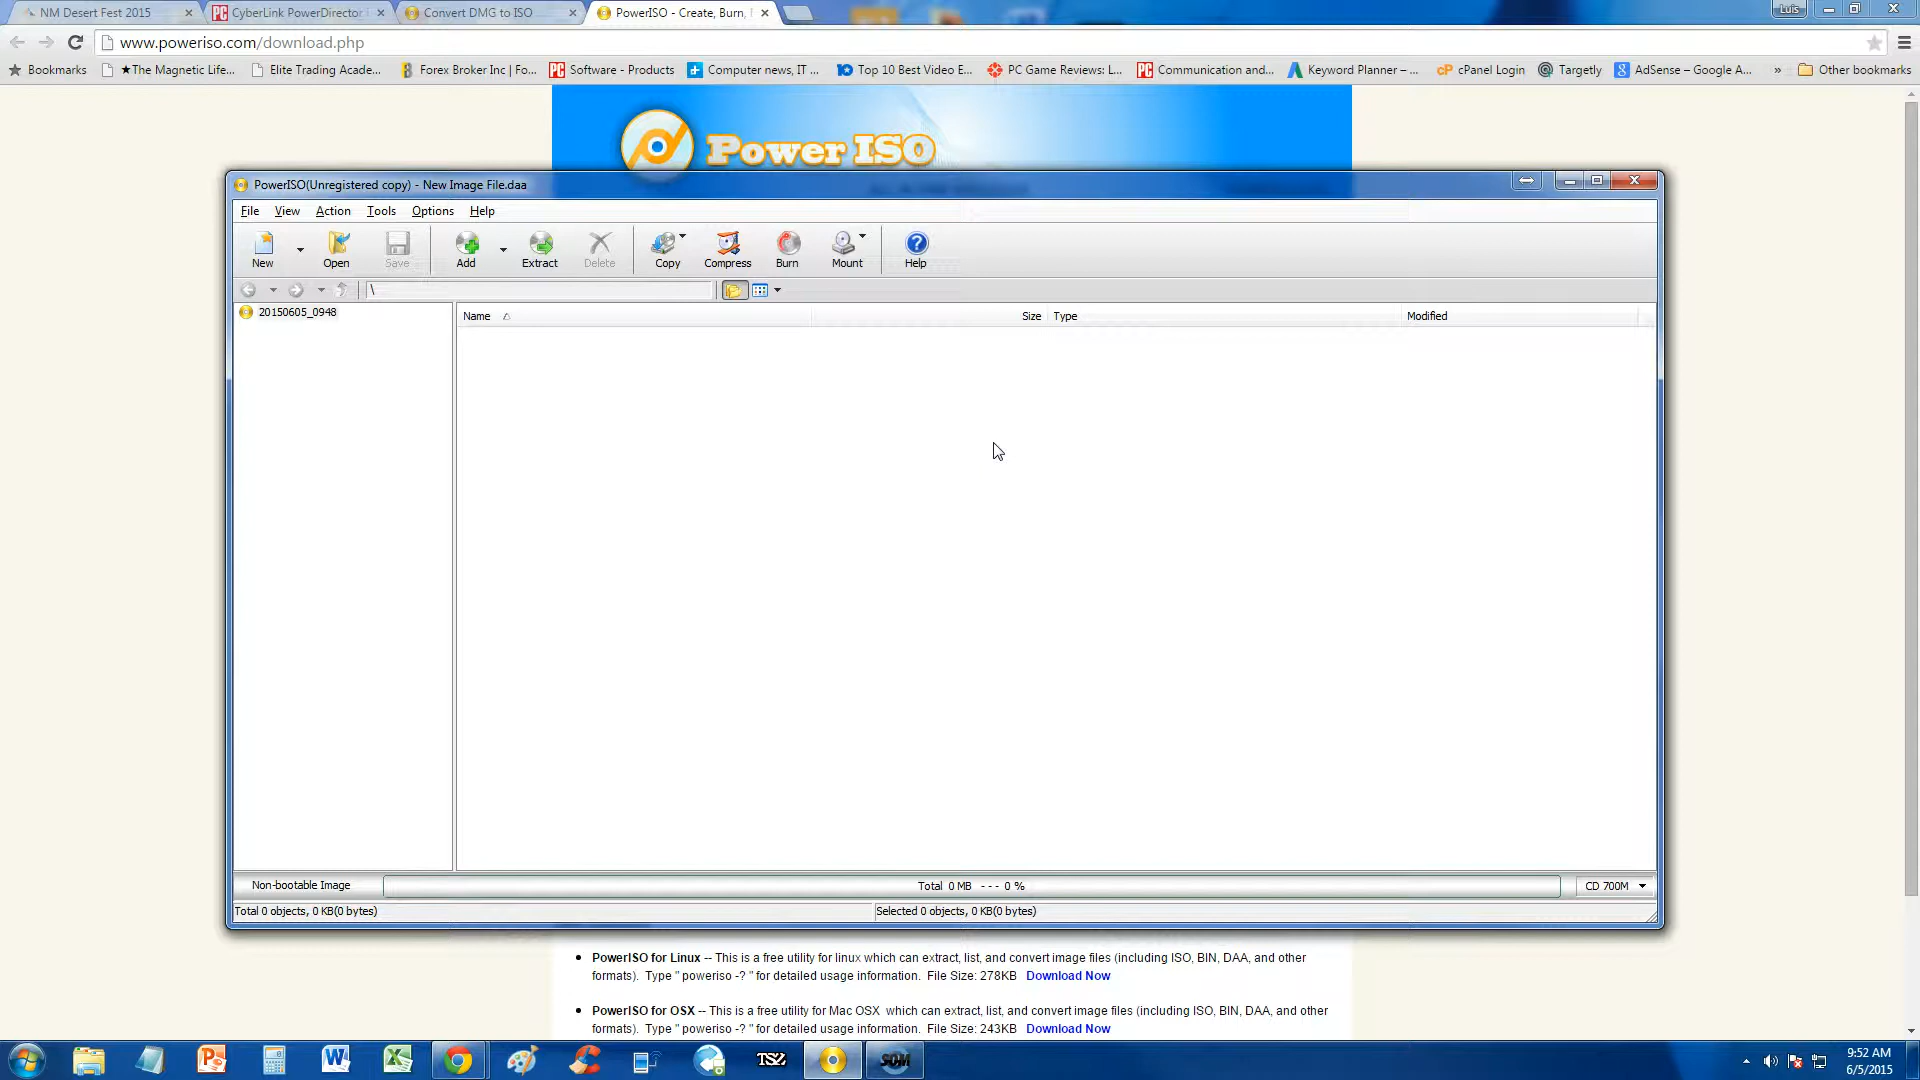 NM Desert Fest 2015
CyberLink PowerDirector
Convert DMG to ISO
PowerISO - Create, Burn,
Luis
www.poweriso.com/download.php
Bookmarks
★The Magnetic Life...
Elite Trading Acade...
Forex Broker Inc | Fo...
Software - Products
Computer news, IT ...
Top 10 Best Video E...
PC Game Reviews: L...
Communication and...
Keyword Planner – ...
cPanel Login
Targetly
AdSense – Google A...
»
Other bookmarks
Power ISO
PowerISO(Unregistered copy) - New Image File.daa
File View Action Tools Options Help
New Open Save Add Extract Delete Copy Compress Burn Mount Help
\
20150605_0948
Name Size Type Modified
Non-bootable Image
Total 0 MB --- 0 %
CD 700M
Total 0 objects, 0 KB(0 bytes)
Selected 0 objects, 0 KB(0 bytes)
• PowerISO for Linux -- This is a free utility for linux which can extract, list, and convert image files (including ISO, BIN, DAA, and other
formats). Type " poweriso -? " for detailed usage information. File Size: 278KB Download Now
• PowerISO for OSX -- This is a free utility for Mac OSX which can extract, list, and convert image files (including ISO, BIN, DAA, and other
formats). Type " poweriso -? " for detailed usage information. File Size: 243KB Download Now
TS2
SOM
9:52 AM
6/5/2015